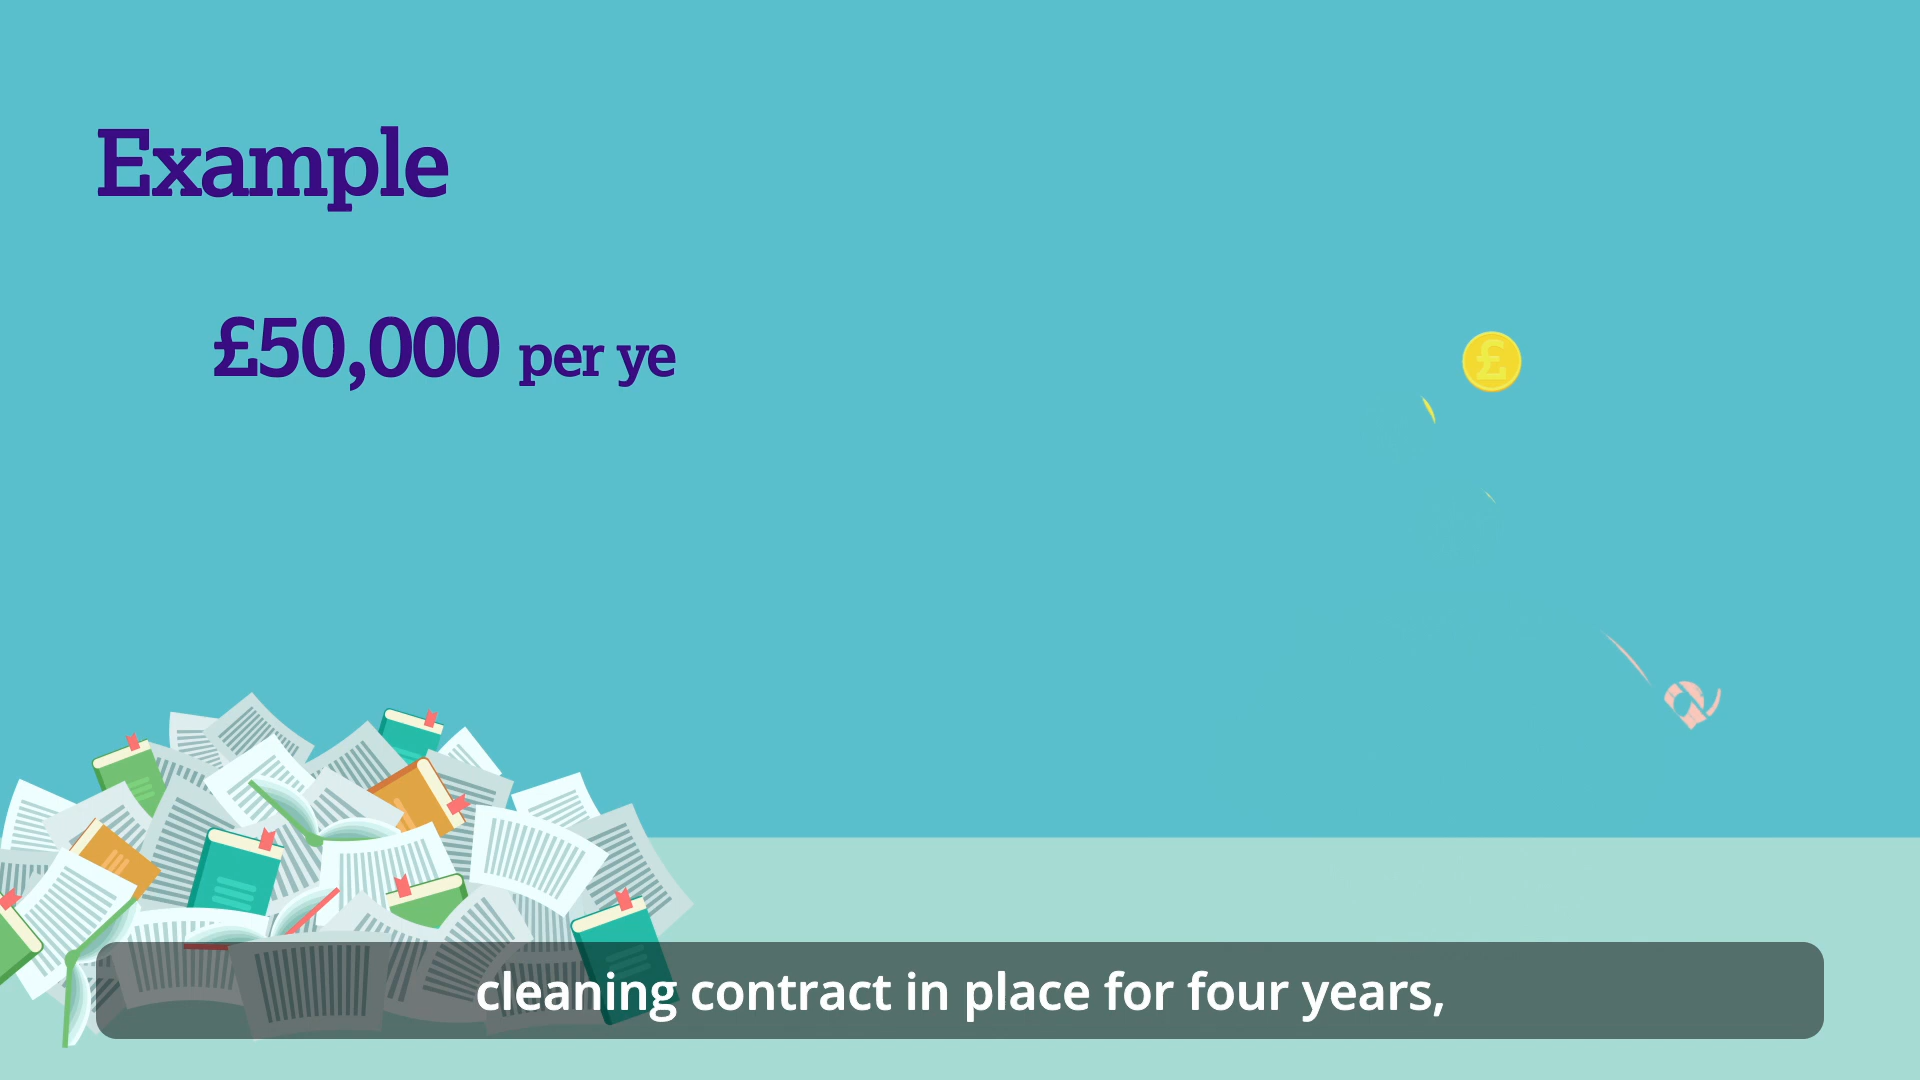 Example
£50,000 per ye
£
cleaning contract in place for four years,